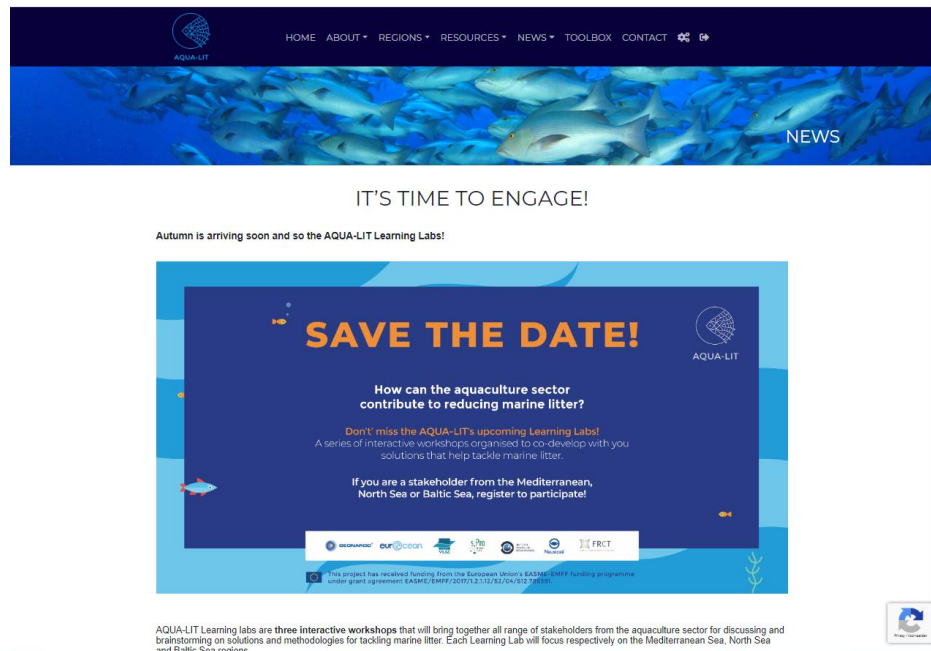 HOME ABOUT REGIONS RESOURCES NEWS TOOLBOX CONTACT
AQUA-LIT
NEWS
IT'S TIME TO ENGAGE!
Autumn is arriving soon and so the AQUA-LIT Learning Labs!
SAVE THE DATE!
AQUA-LIT
How can the aquaculture sector
contribute to reducing marine litter?
Don't' miss the AQUA-LIT's upcoming Learning Labs!
A series of interactive workshops organised to co-develop with you
solutions that help tackle marine litter.
If you are a stakeholder from the Mediterranean,
North Sea or Baltic Sea, register to participate!
GEONARDO eurocean VLIZ s.Pro Nausicaá FRCT
This project has received funding from the European Union's EASME-EMFF funding programme
under grant agreement EASME/EMFF/2017/1.2.1.12/S2/04/SI2.789391.
AQUA-LIT Learning labs are three interactive workshops that will bring together all range of stakeholders from the aquaculture sector for discussing and
brainstorming on solutions and methodologies for tackling marine litter. Each Learning Lab will focus respectively on the Mediterranean Sea, North Sea
and Baltic Sea regions.